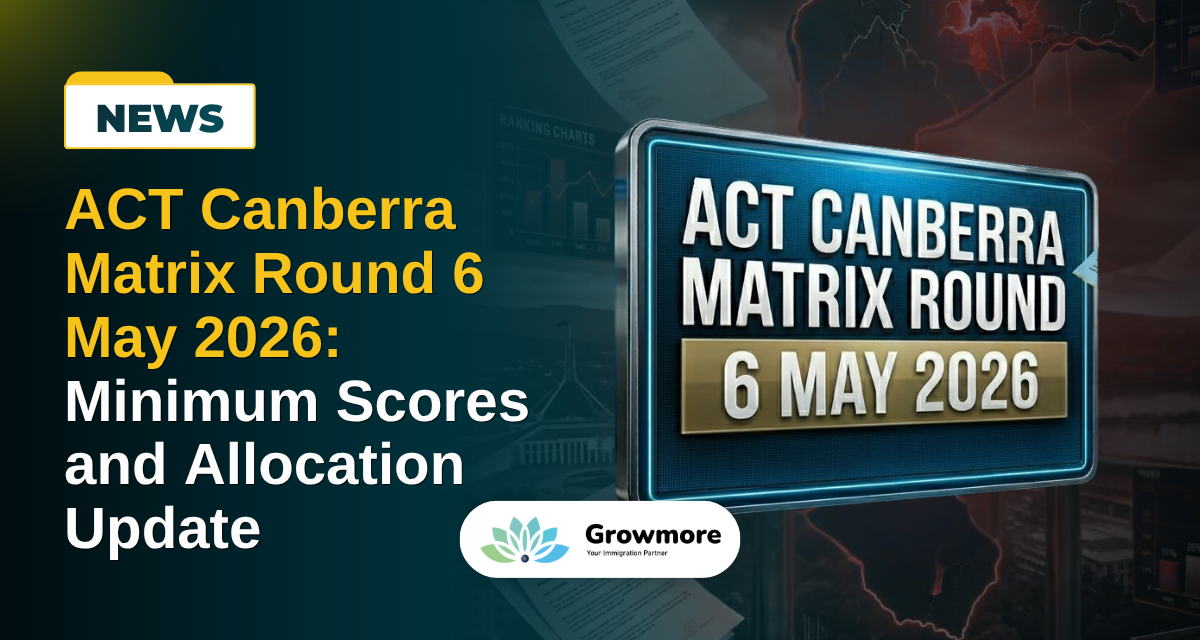 NEWS
ACT Canberra
Matrix Round 6
May 2026:
Minimum Scores
and Allocation
Update
RANKING CHARTS
ACT CANBERRA
MATRIX ROUND
6 MAY 2026
Growmore
Your Immigration Partner